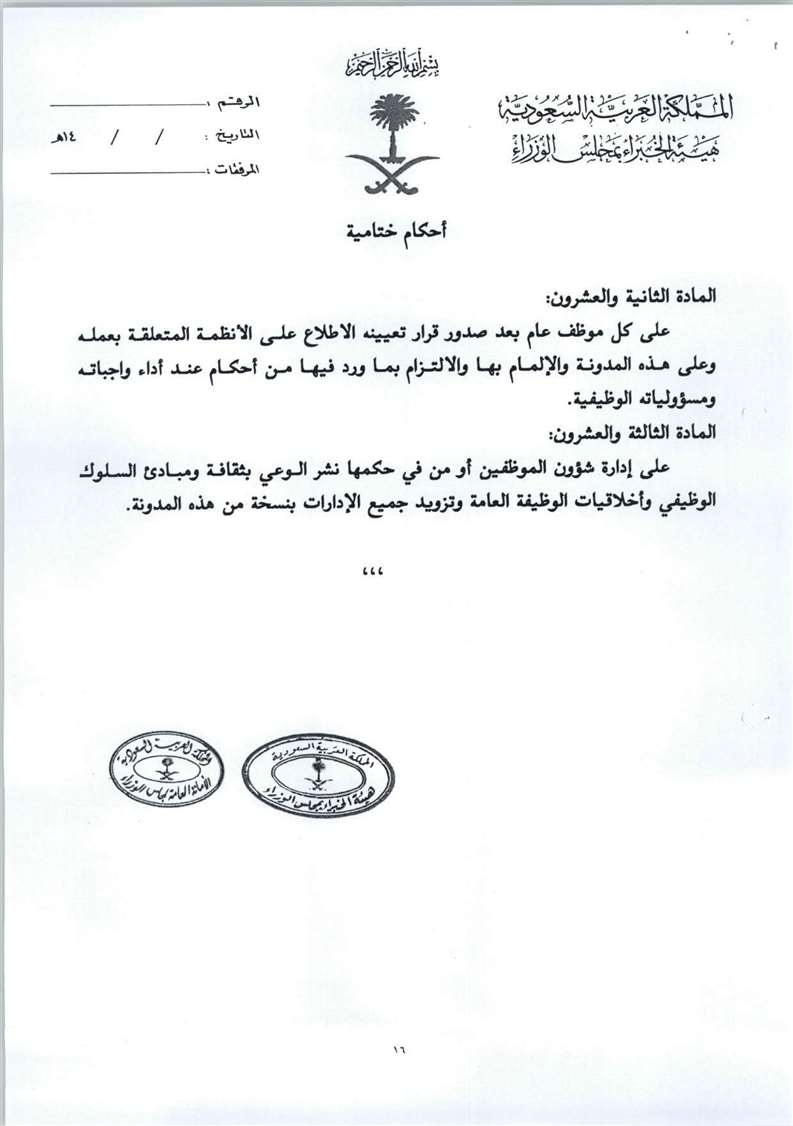 بسم الله الرحمن الرحيم
المملكة العربية السعودية
هيئة الخبراء بمجلس الوزراء
الرقم :
التاريخ : / / ١٤هـ
المرفقات :
أحكام ختامية
المادة الثانية والعشرون:
على كل موظف عام بعد صدور قرار تعيينه الاطلاع على الأنظمة المتعلقة بعمله
وعلى هذه المدونة والإلمام بها والالتزام بما ورد فيها من أحكام عند أداء واجباته
ومسؤولياته الوظيفية.
المادة الثالثة والعشرون:
على إدارة شؤون الموظفين أو من في حكمها نشر الوعي بثقافة ومبادئ السلوك
الوظيفي وأخلاقيات الوظيفة العامة وتزويد جميع الإدارات بنسخة من هذه المدونة.
،،،
المملكة العربية السعودية
هيئة الخبراء بمجلس الوزراء
المملكة العربية السعودية
الأمانة العامة لمجلس الوزراء
١٦